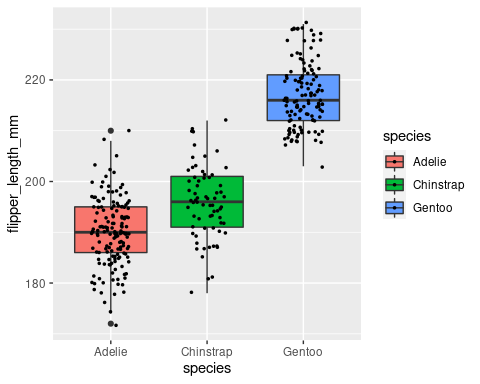 flipper_length_mm
220
200
180
Adelie Chinstrap Gentoo
species
species
Adelie
Chinstrap
Gentoo